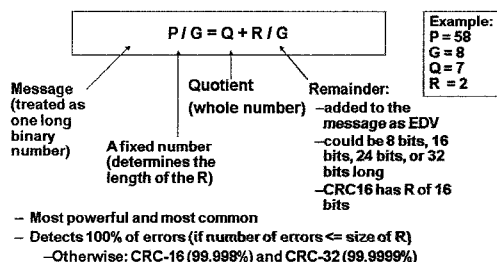 P / G = Q + R / G
Example:
P = 58
G = 8
Q = 7
R = 2
Message
(treated as
one long
binary
number)
A fixed number
(determines the
length of the R)
Quotient
(whole number)
Remainder:
–added to the
message as EDV
–could be 8 bits, 16
bits, 24 bits, or 32
bits long
–CRC16 has R of 16
bits
– Most powerful and most common
– Detects 100% of errors (if number of errors <= size of R)
–Otherwise: CRC-16 (99.998%) and CRC-32 (99.9999%)